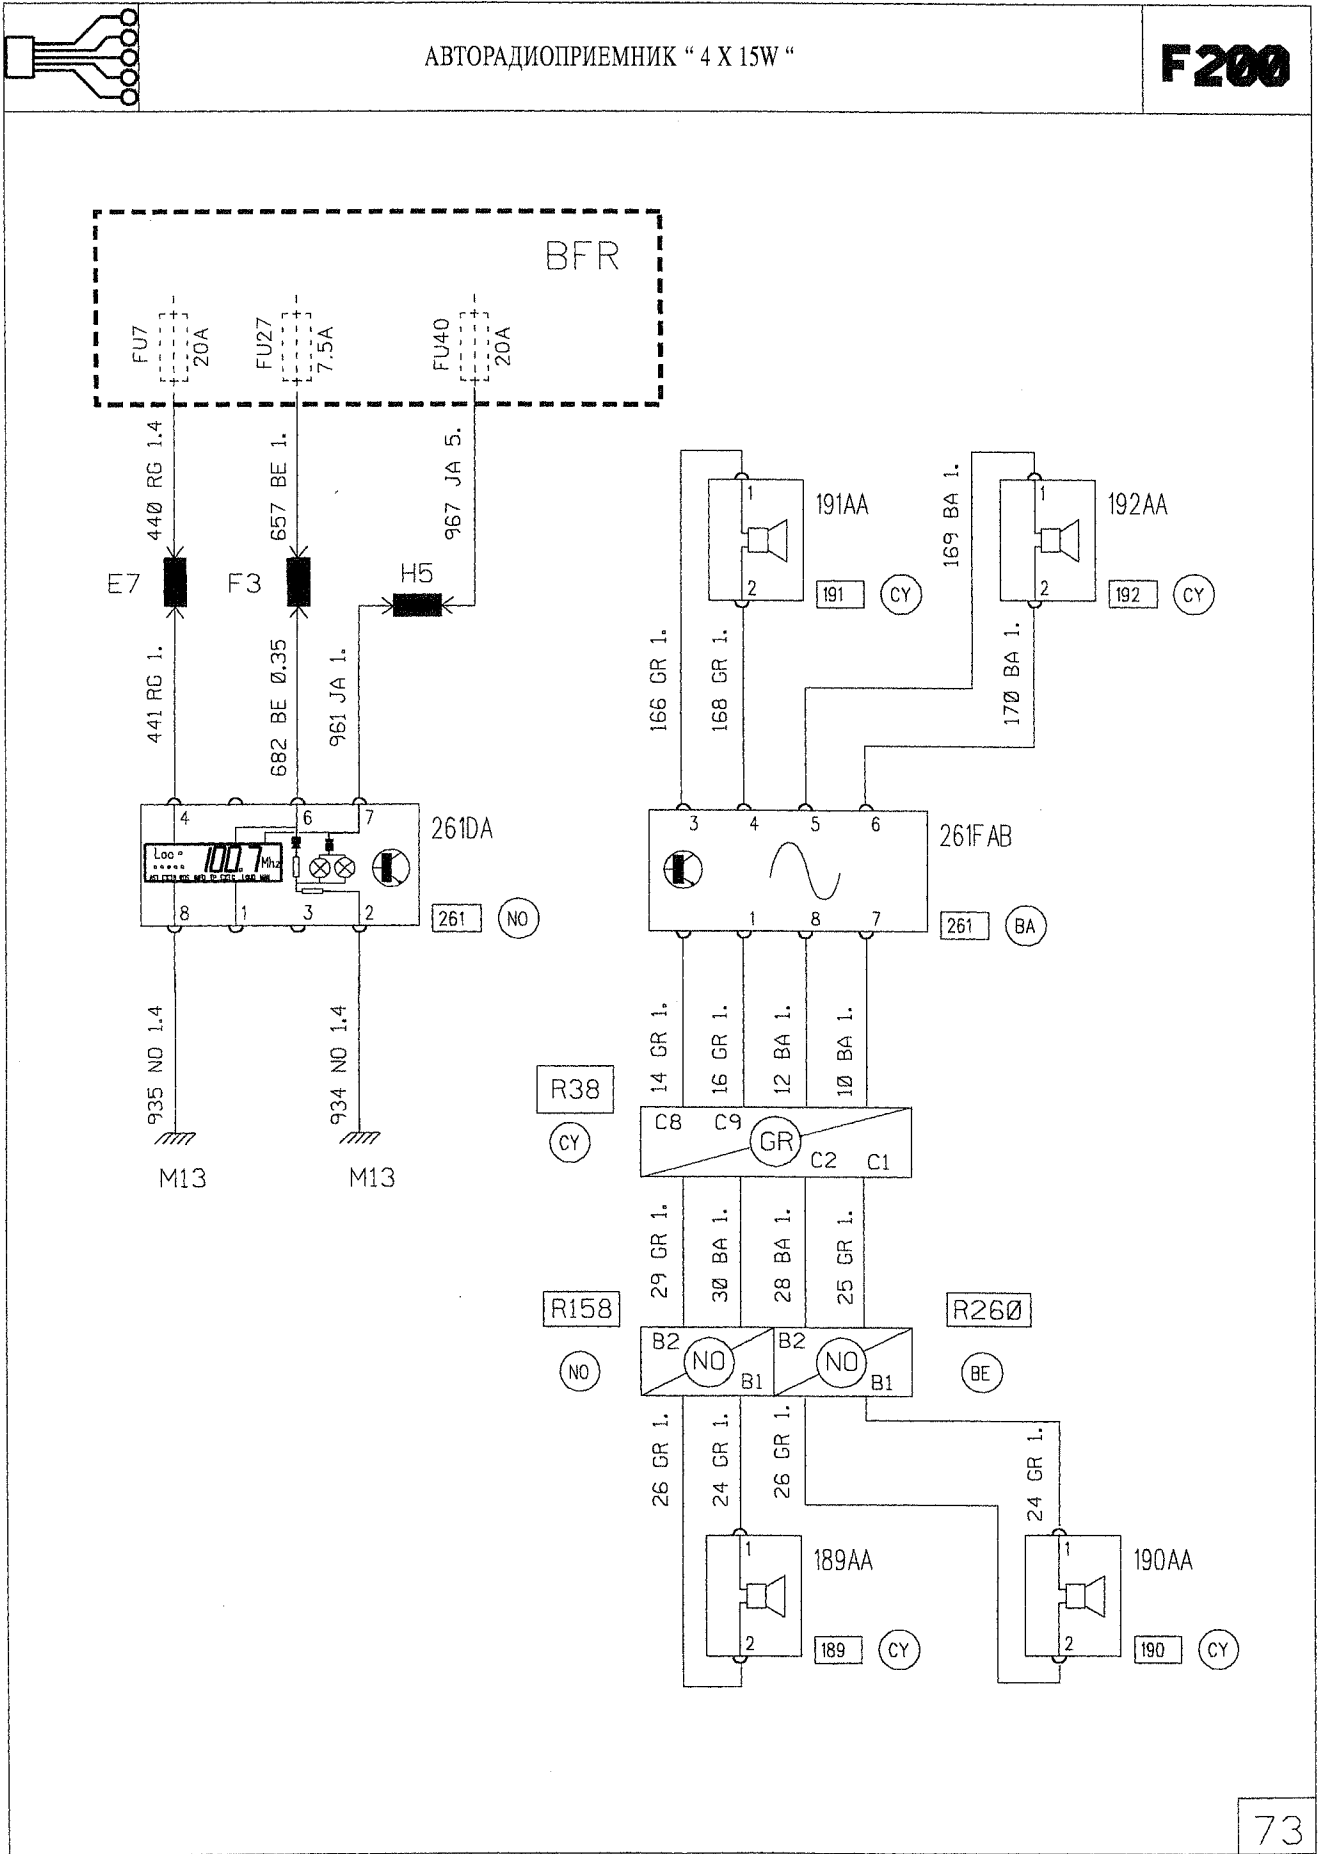 АВТОРАДИОПРИЕМНИК “ 4 X 15W “
F200
BFR
FU7
20A
FU27
7.5A
FU40
20A
440 RG 1.4
657 BE 1.
967 JA 5.
E7
F3
H5
441 RG 1.
682 BE 0.35
961 JA 1.
4
6
7
261DA
Loc
100.7
Mhz
8
1
3
2
261
NO
935 NO 1.4
934 NO 1.4
M13
M13
1
191AA
2
191
CY
169 BA 1.
1
192AA
2
192
CY
166 GR 1.
168 GR 1.
170 BA 1.
3
4
5
6
261FAB
1
8
7
261
BA
14 GR 1.
16 GR 1.
12 BA 1.
10 BA 1.
R38
CY
C8
C9
GR
C2
C1
29 GR 1.
30 BA 1.
28 BA 1.
25 GR 1.
R158
NO
B2
NO
B1
B2
NO
B1
R260
BE
26 GR 1.
24 GR 1.
26 GR 1.
24 GR 1.
1
189AA
2
189
CY
1
190AA
2
190
CY
73